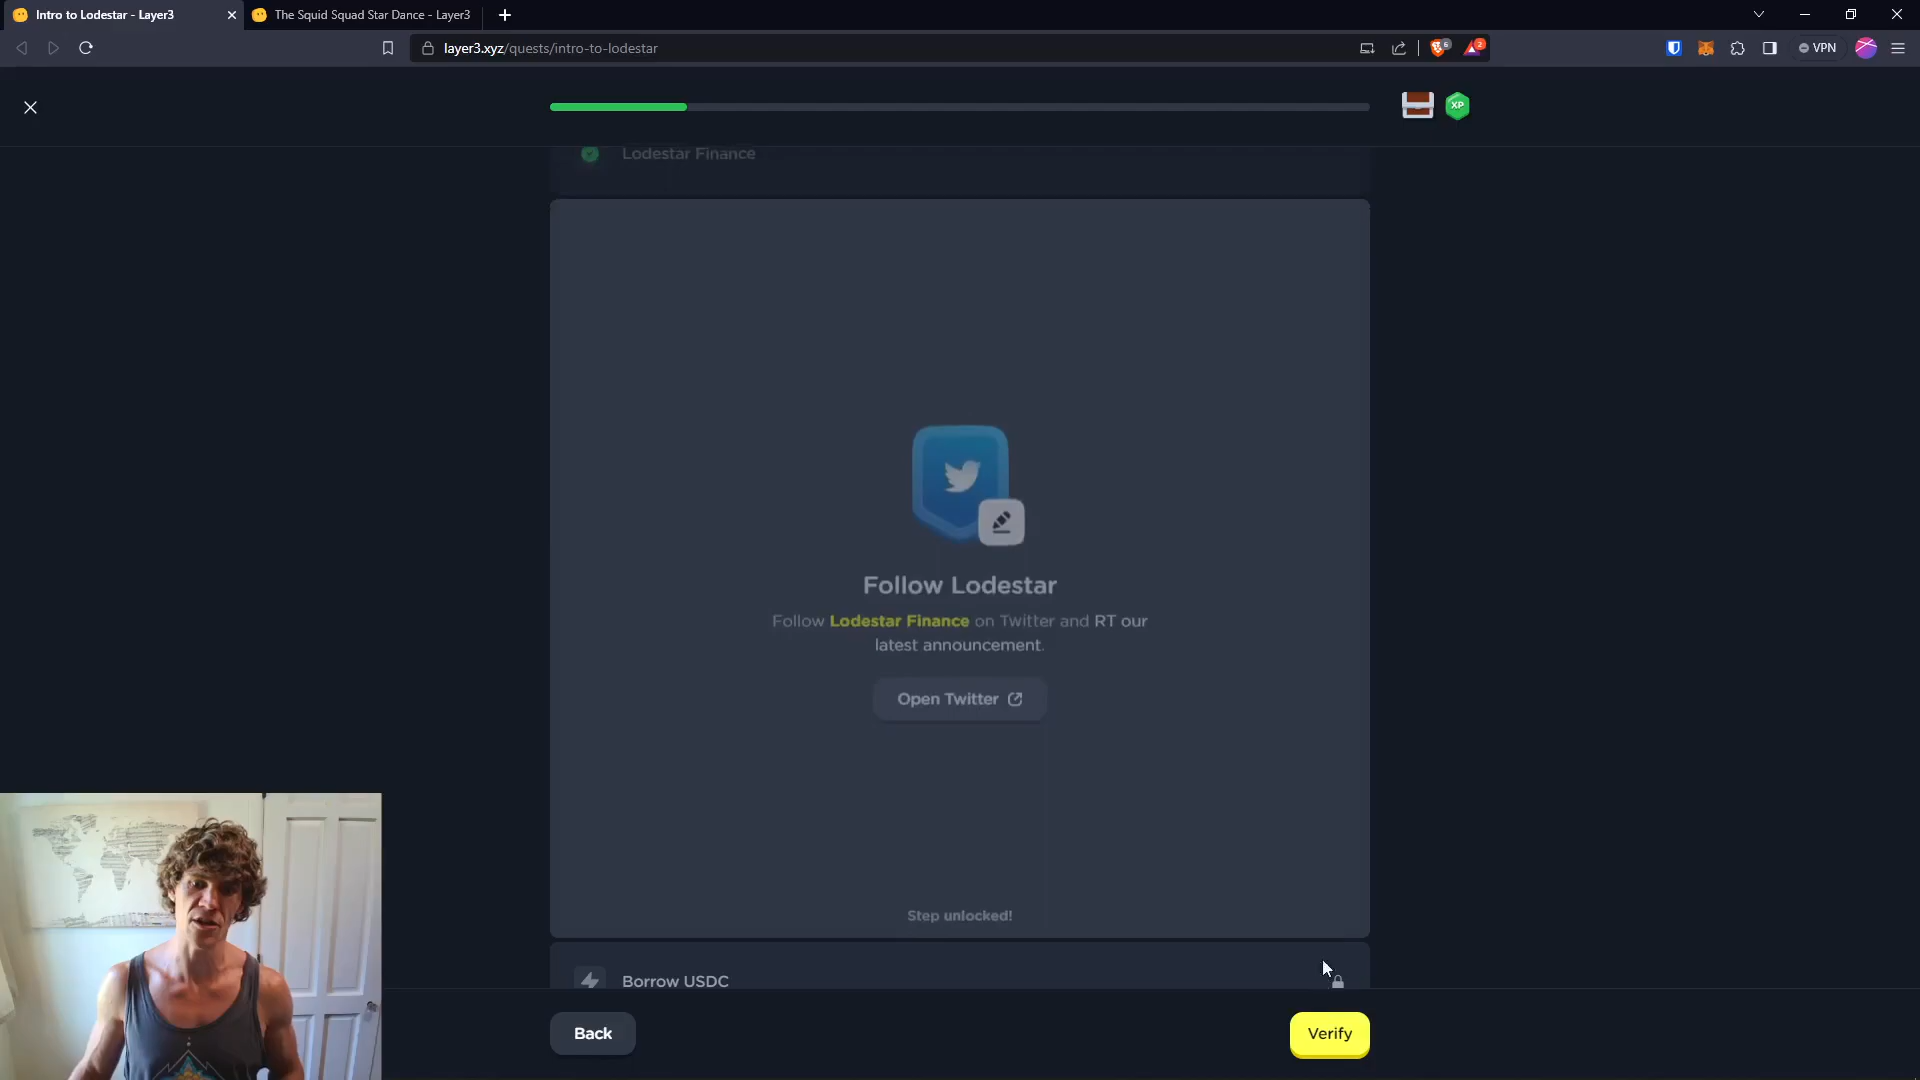 Intro to Lodestar - Layer3
The Squid Squad Star Dance - Layer3
layer3.xyz/quests/intro-to-lodestar
6
2
VPN
XP
Lodestar Finance
Follow Lodestar
Follow Lodestar Finance on Twitter and RT our
latest announcement.
Open Twitter
Step unlocked!
Borrow USDC
Back
Verify